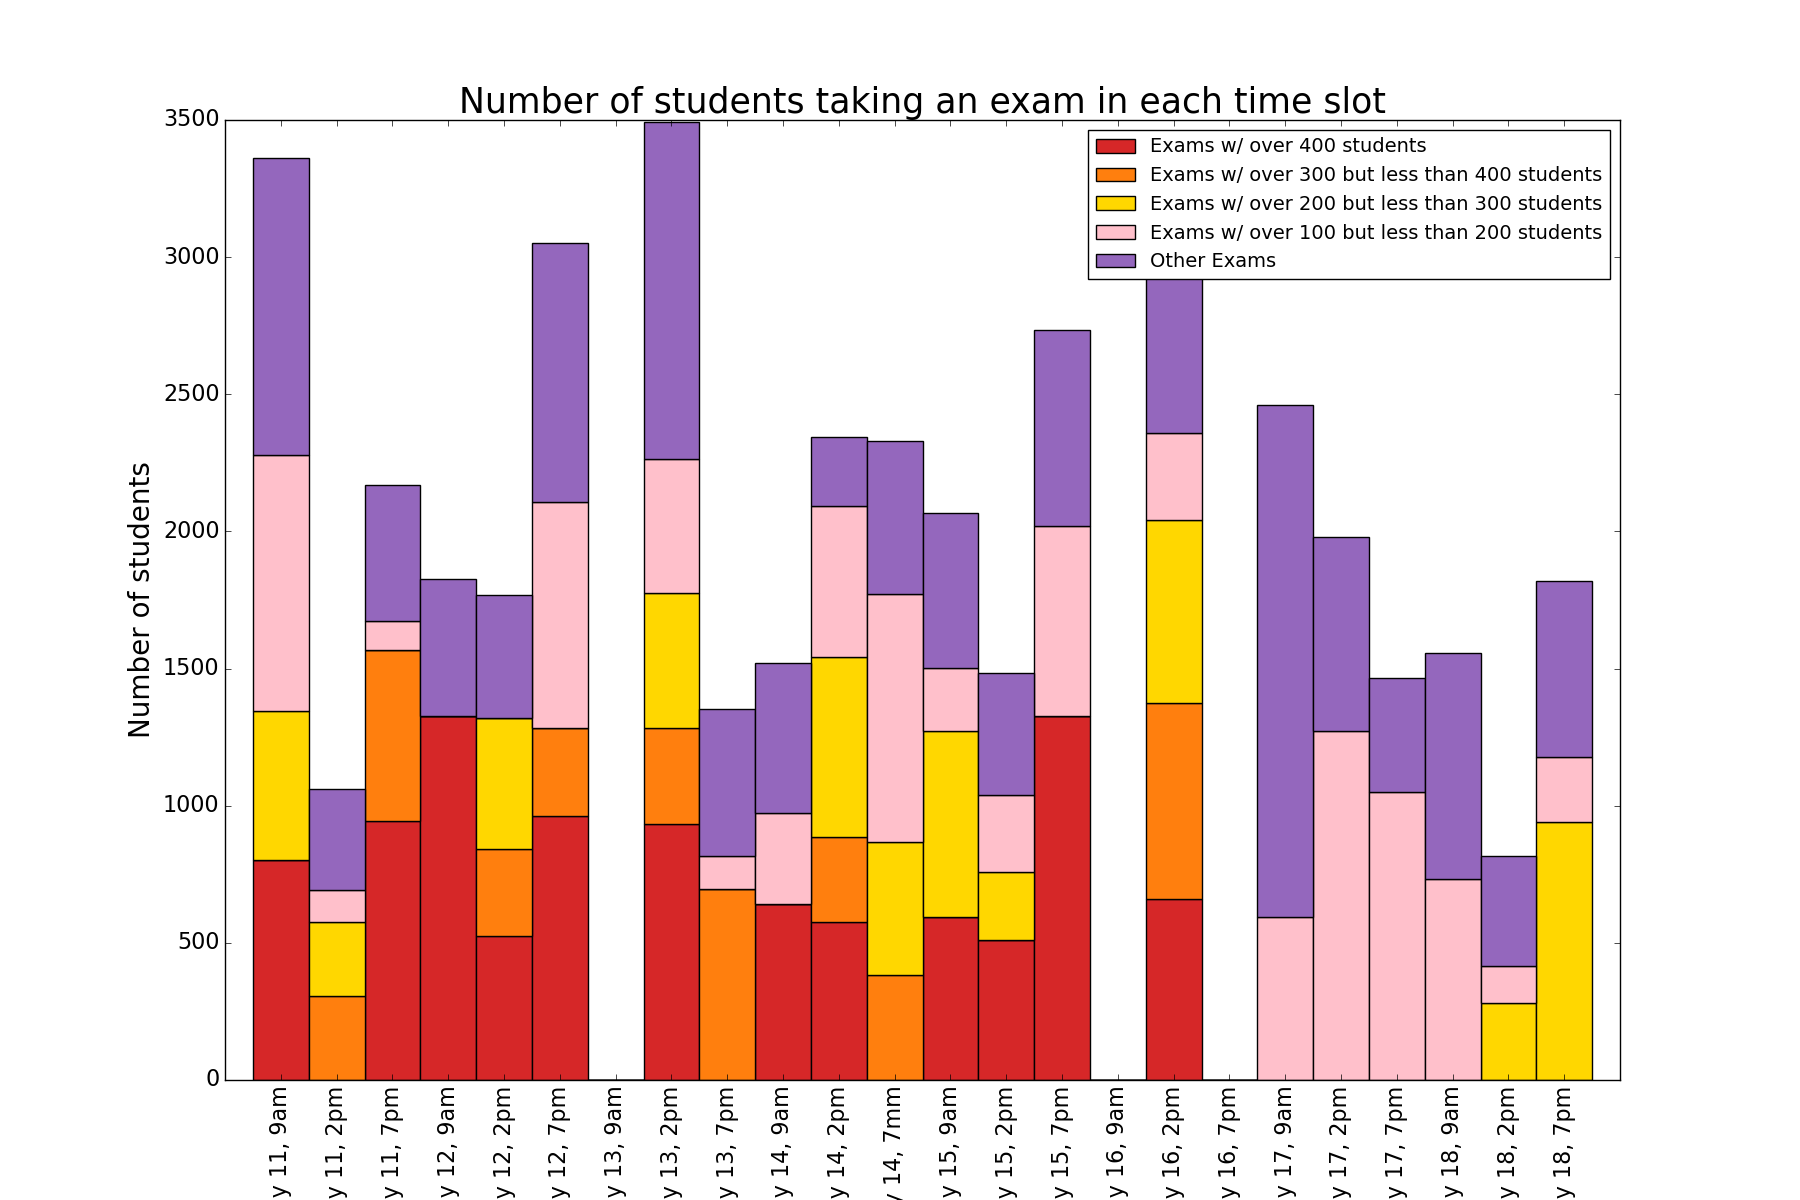 Number of students taking an exam in each time slot
Exams w/ over 400 students
Exams w/ over 300 but less than 400 students
Exams w/ over 200 but less than 300 students
Exams w/ over 100 but less than 200 students
Other Exams
Number of students
3500
3000
2500
2000
1500
1000
500
0
y 11, 9am
y 11, 2pm
y 11, 7pm
y 12, 9am
y 12, 2pm
y 12, 7pm
y 13, 9am
y 13, 2pm
y 13, 7pm
y 14, 9am
y 14, 2pm
y 14, 7mm
y 15, 9am
y 15, 2pm
y 15, 7pm
y 16, 9am
y 16, 2pm
y 16, 7pm
y 17, 9am
y 17, 2pm
y 17, 7pm
y 18, 9am
y 18, 2pm
y 18, 7pm